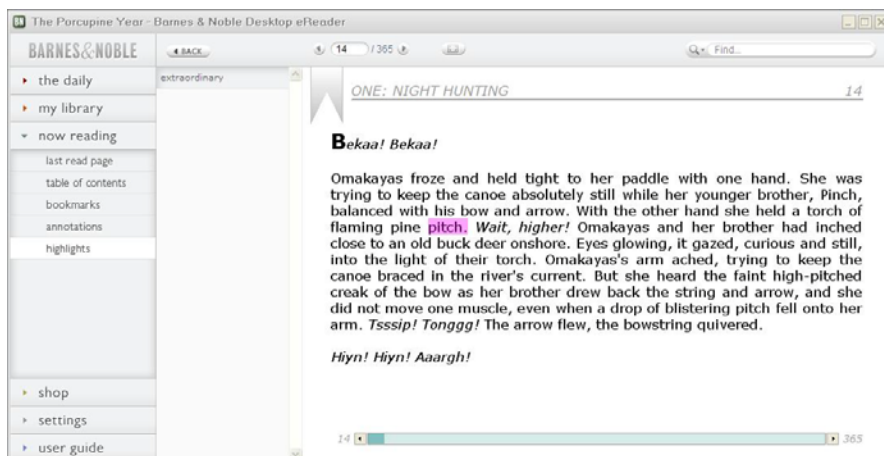 The Porcupine Year - Barnes & Noble Desktop eReader
BARNES&NOBLE
BACK
14 / 365
Find...
the daily
my library
now reading
last read page
table of contents
bookmarks
annotations
highlights
shop
settings
user guide
extraordinary
ONE: NIGHT HUNTING 14
Bekaa! Bekaa!
Omakayas froze and held tight to her paddle with one hand. She was
trying to keep the canoe absolutely still while her younger brother, Pinch,
balanced with his bow and arrow. With the other hand she held a torch of
flaming pine pitch. Wait, higher! Omakayas and her brother had inched
close to an old buck deer onshore. Eyes glowing, it gazed, curious and still,
into the light of their torch. Omakayas's arm ached, trying to keep the
canoe braced in the river's current. But she heard the faint high-pitched
creak of the bow as her brother drew back the string and arrow, and she
did not move one muscle, even when a drop of blistering pitch fell onto her
arm. Tsssip! Tonggg! The arrow flew, the bowstring quivered.
Hiyn! Hiyn! Aaargh!
14 365